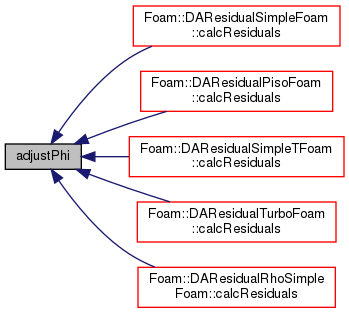 Foam::DAResidualSimpleFoam
::calcResiduals
Foam::DAResidualPisoFoam
::calcResiduals
adjustPhi
Foam::DAResidualSimpleTFoam
::calcResiduals
Foam::DAResidualTurboFoam
::calcResiduals
Foam::DAResidualRhoSimple
Foam::calcResiduals